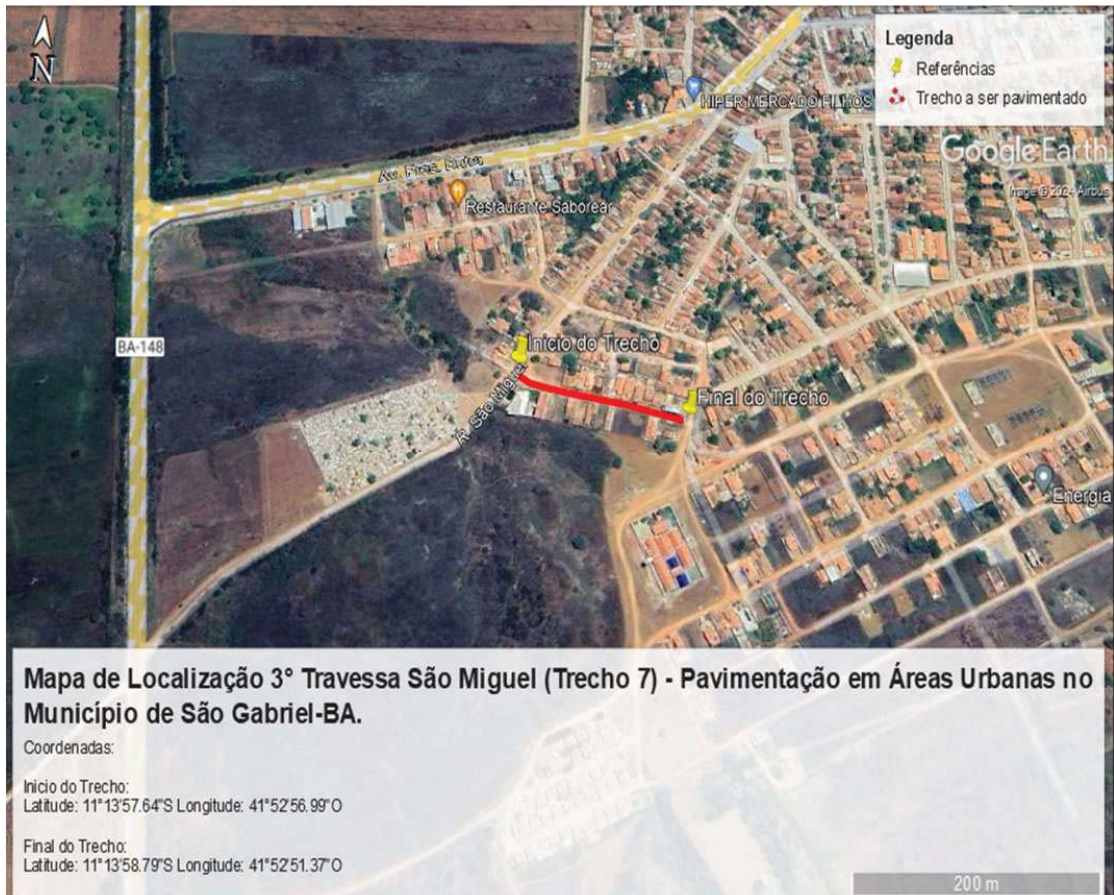 N
Legenda
Referências
Trecho a ser pavimentado
HIPER MERCADO FILHOS
Google Earth
Image © 2024 Airbus
Restaurante Saborear
BA-148
Início do Trecho
R. São Miguel
Final do Trecho
Energia
Mapa de Localização 3° Travessa São Miguel (Trecho 7) - Pavimentação em Áreas Urbanas no
Município de São Gabriel-BA.
Coordenadas:
Inicio do Trecho:
Latitude: 11°13'57.64"S Longitude: 41°52'56.99"O
Final do Trecho:
Latitude: 11°13'58.79"S Longitude: 41°52'51.37"O
200 m